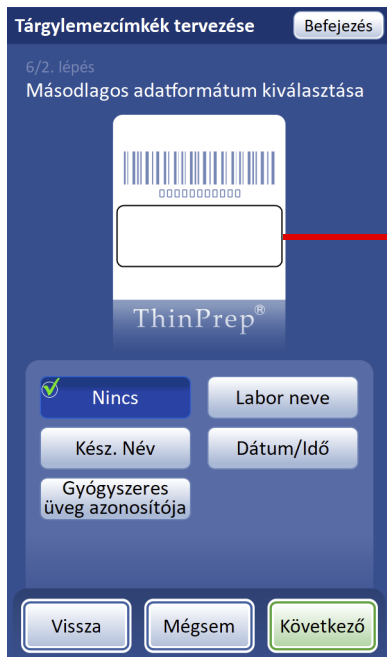 Tárgylemezcímkék tervezése
Befejezés
6/2. lépés
Másodlagos adatformátum kiválasztása
00000000000
ThinPrep®
Nincs
Labor neve
Kész. Név
Dátum/Idő
Gyógyszeres
üveg azonosítója
Vissza
Mégsem
Következő